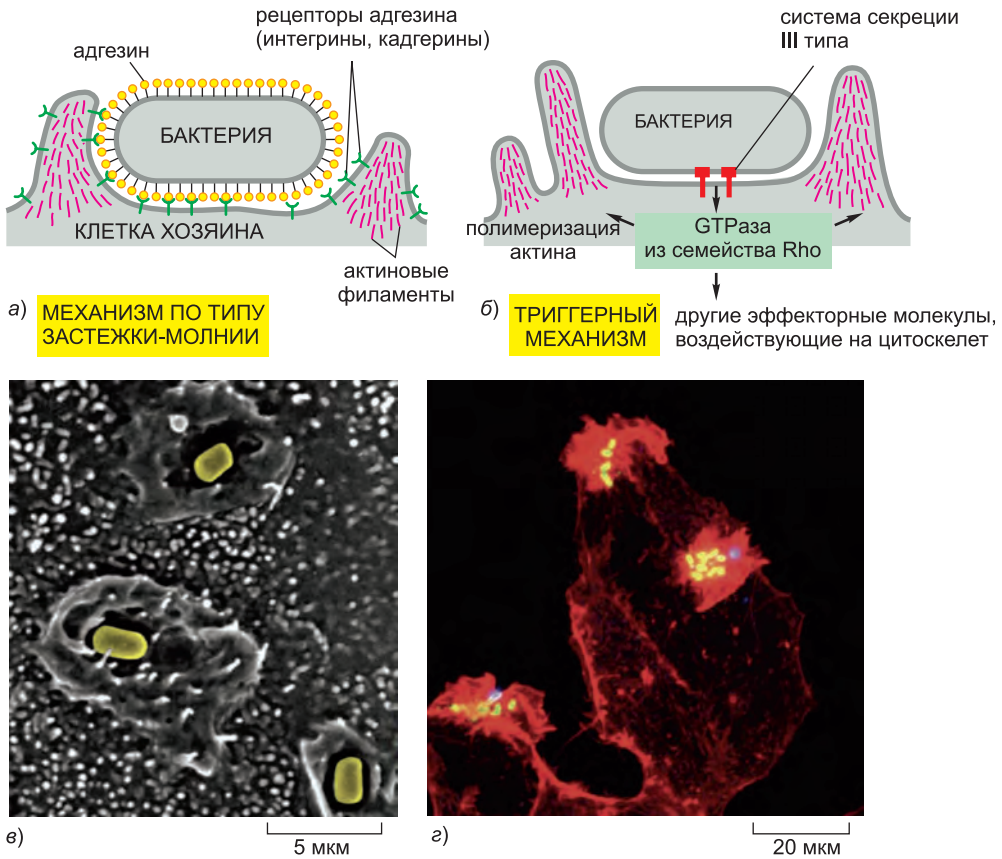 рецепторы адгезина
(интегрины, кадгерины)
адгезин
БАКТЕРИЯ
КЛЕТКА ХОЗЯИНА
актиновые
филаменты
а) МЕХАНИЗМ ПО ТИПУ
ЗАСТЕЖКИ-МОЛНИИ
система секреции
III типа
БАКТЕРИЯ
полимеризация
актина
GTPаза
из семейства Rho
б) ТРИГГЕРНЫЙ
МЕХАНИЗМ
другие эффекторные молекулы,
воздействующие на цитоскелет
в)
5 мкм
г)
20 мкм